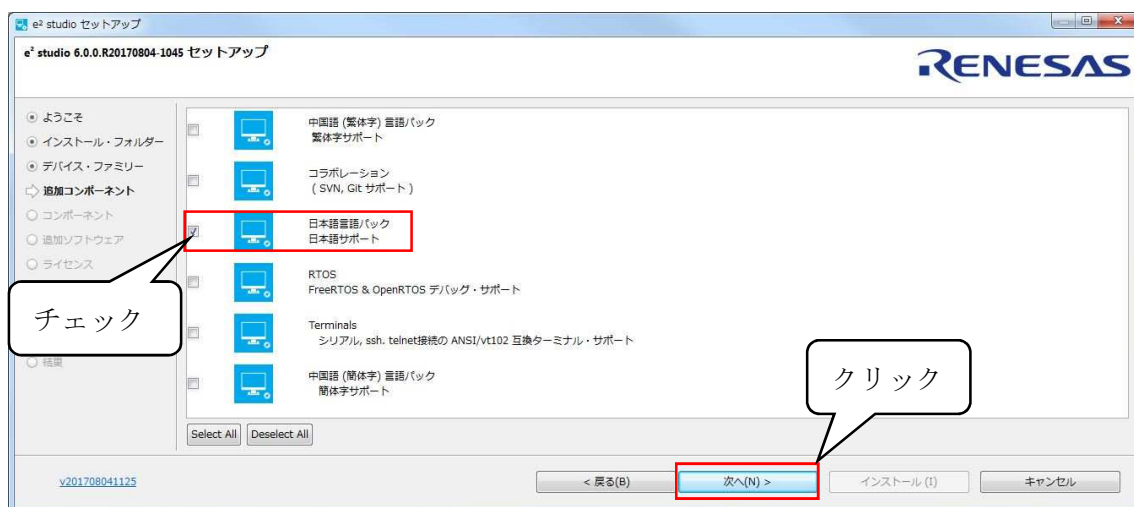 e² studio セットアップ
e² studio 6.0.0.R20170804-1045 セットアップ
RENESAS
ようこそ
インストール・フォルダー
デバイス・ファミリー
追加コンポーネント
コンポーネント
追加ソフトウェア
ライセンス
結果
中国語 (繁体字) 言語パック
繁体字サポート
コラボレーション
( SVN, Git サポート )
日本語言語パック
日本語サポート
RTOS
FreeRTOS & OpenRTOS デバッグ・サポート
Terminals
シリアル, ssh. telnet接続の ANSI/vt102 互換ターミナル・サポート
中国語 (簡体字) 言語パック
簡体字サポート
チェック
クリック
Select All Deselect All
v201708041125
< 戻る(B) 次へ(N) > インストール (I) キャンセル